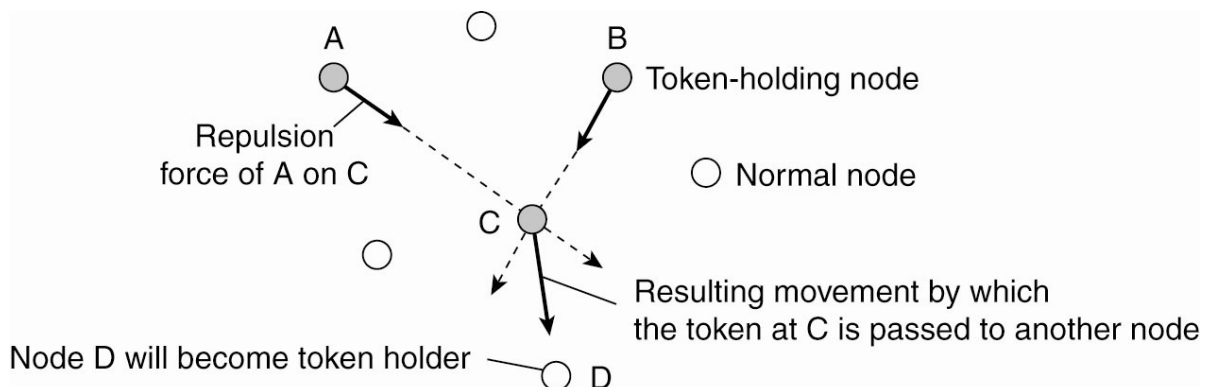 A
B
Token-holding node
Repulsion
force of A on C
Normal node
C
Resulting movement by which
the token at C is passed to another node
Node D will become token holder
D